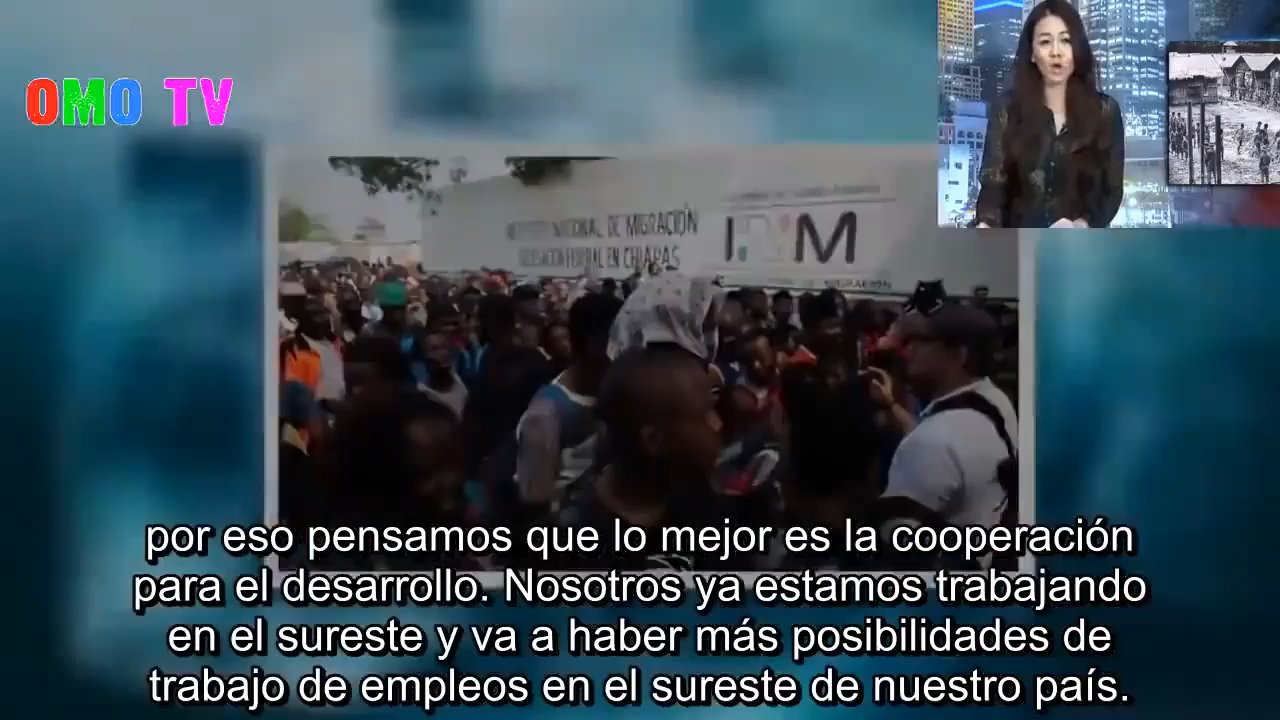 OMO TV
NACIONAL DE MIGRACIÓN
EN CHIAPAS
por eso pensamos que lo mejor es la cooperación
para el desarrollo. Nosotros ya estamos trabajando
en el sureste y va a haber más posibilidades de
trabajo de empleos en el sureste de nuestro país.